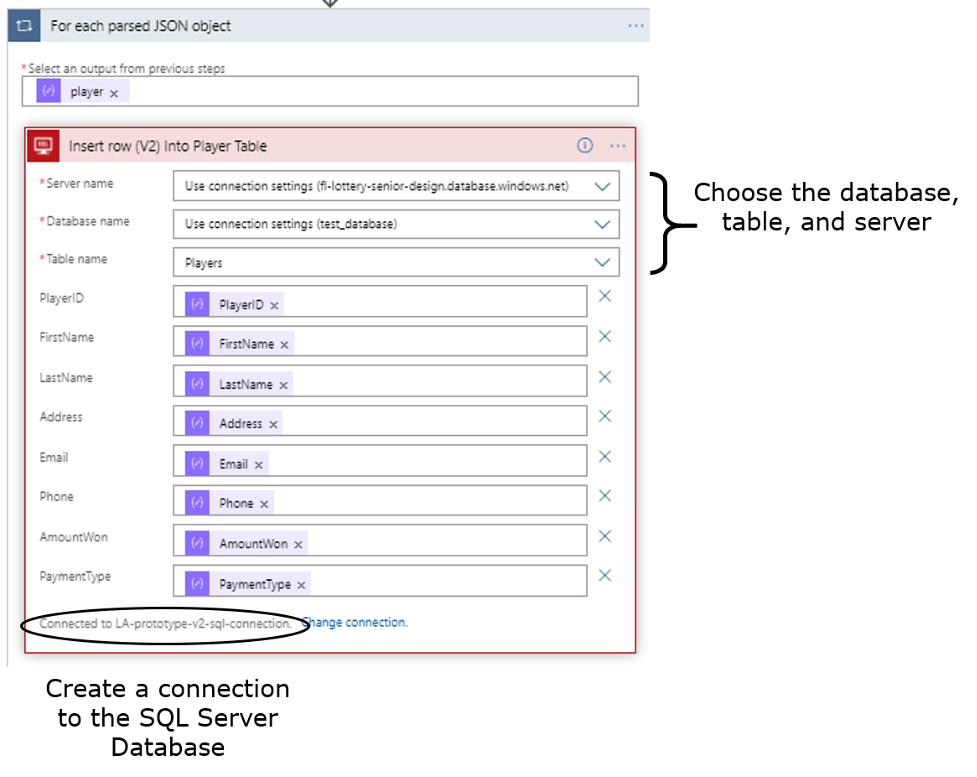 For each parsed JSON object
...
* Select an output from previous steps
player ×
Insert row (V2) Into Player Table
...
* Server name
Use connection settings (fl-lottery-senior-design.database.windows.net)
* Database name
Use connection settings (test_database)
* Table name
Players
Choose the database,
table, and server
PlayerID
PlayerID ×
FirstName
FirstName ×
LastName
LastName ×
Address
Address ×
Email
Email ×
Phone
Phone ×
AmountWon
AmountWon ×
PaymentType
PaymentType ×
Connected to LA-prototype-v2-sql-connection. Change connection.
Create a connection
to the SQL Server
Database